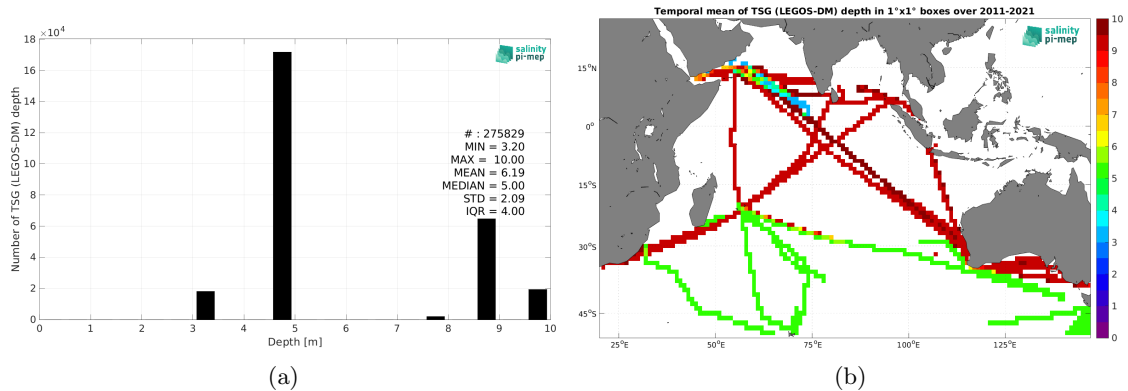 ×10⁴
18
16
14
12
10
8
6
4
2
0
Number of TSG (LEGOS-DM) depth
salinity
pi-mep
# : 275829
MIN = 3.20
MAX = 10.00
MEAN = 6.19
MEDIAN = 5.00
STD = 2.09
IQR = 4.00
0 1 2 3 4 5 6 7 8 9 10
Depth [m]
(a)
Temporal mean of TSG (LEGOS-DM) depth in 1°x1° boxes over 2011-2021
salinity
pi-mep
15°N
0°
15°S
30°S
45°S
25°E 50°E 75°E 100°E 125°E
10
9
8
7
6
5
4
3
2
1
0
(b)